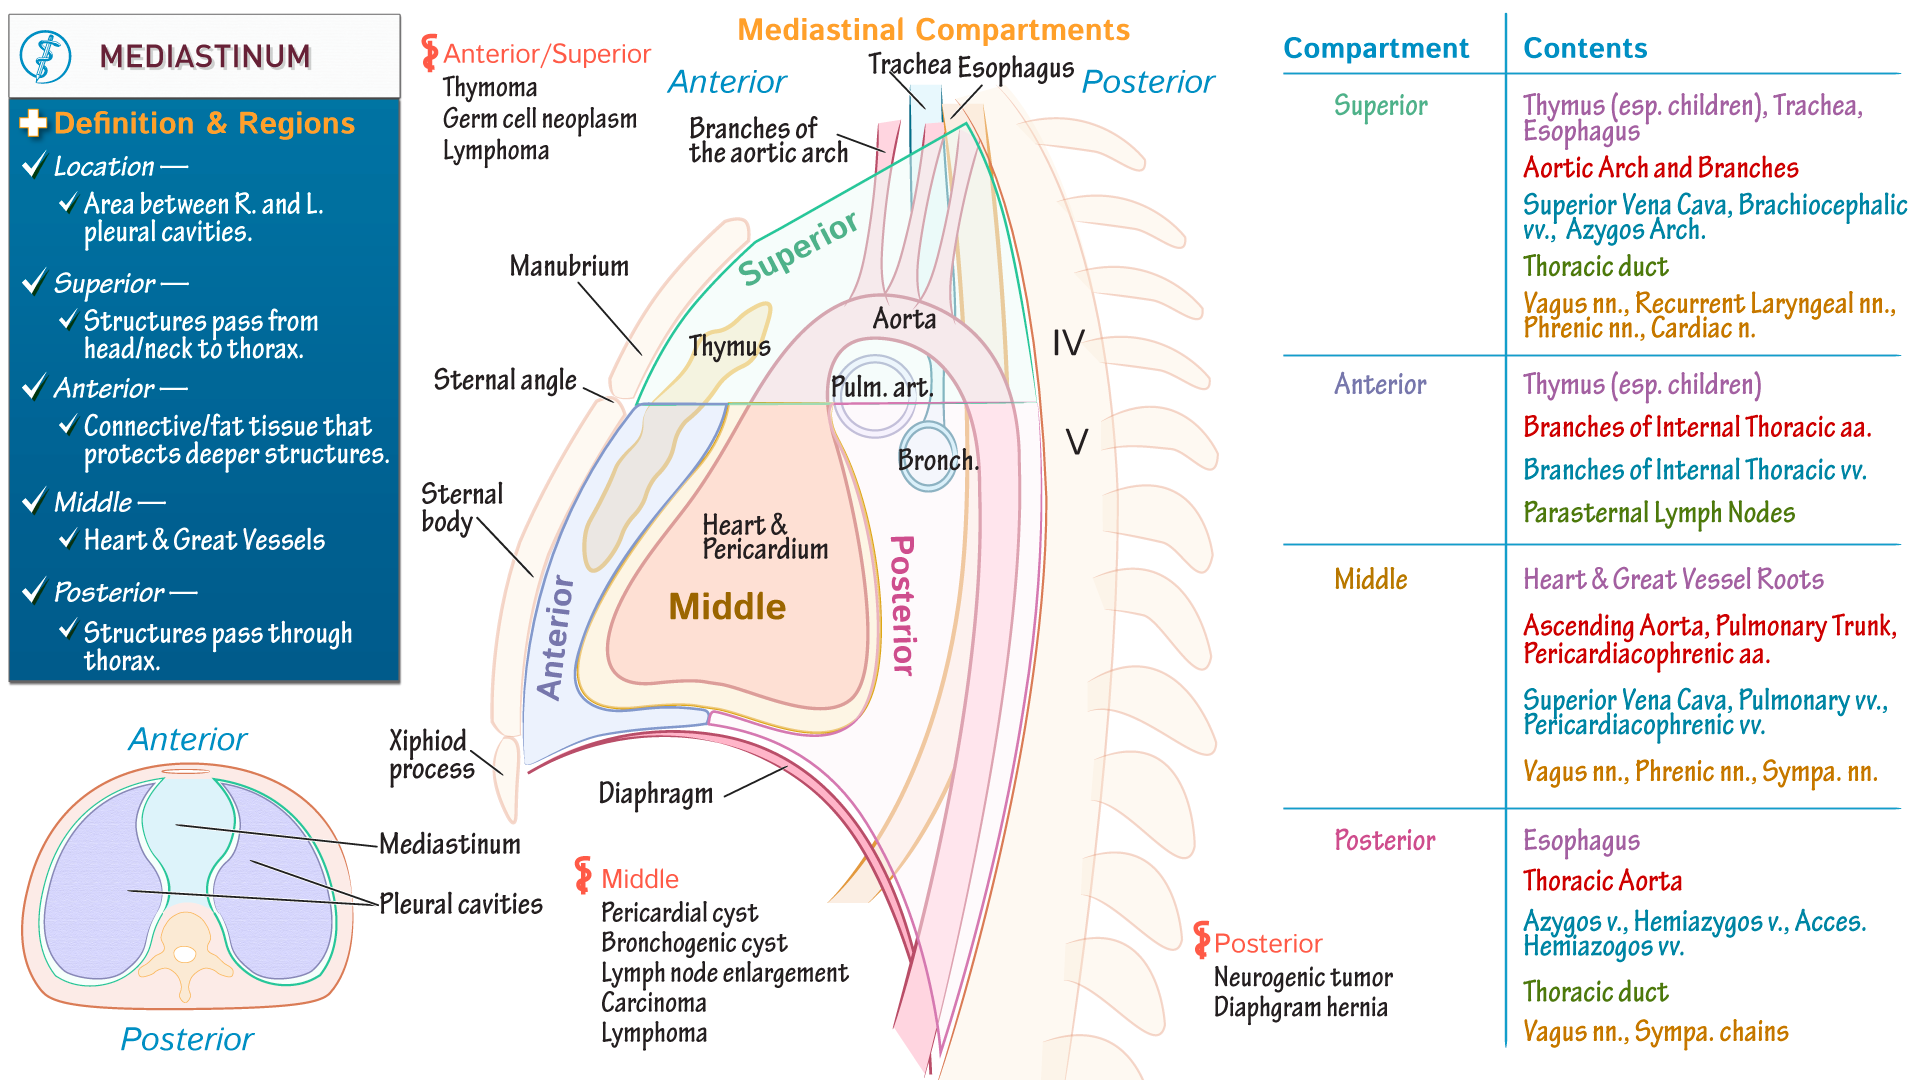 MEDIASTINUM
Definition & Regions
Location —
Area between R. and L.
pleural cavities.
Superior —
Structures pass from
head/neck to thorax.
Anterior —
Connective/fat tissue that
protects deeper structures.
Middle —
Heart & Great Vessels
Posterior —
Structures pass through
thorax.
Anterior
Mediastinum
Pleural cavities
Posterior
Anterior/Superior
Thymoma
Germ cell neoplasm
Lymphoma
Mediastinal Compartments
Anterior
Trachea
Esophagus
Posterior
Branches of
the aortic arch
Superior
Manubrium
Aorta
Thymus
IV
Sternal angle
Pulm. art.
V
Bronch.
Sternal
body
Heart &
Pericardium
Middle
Anterior
Posterior
Xiphiod
process
Diaphragm
Middle
Pericardial cyst
Bronchogenic cyst
Lymph node enlargement
Carcinoma
Lymphoma
Posterior
Neurogenic tumor
Diaphgram hernia
Compartment
Contents
Superior
Thymus (esp. children), Trachea,
Esophagus
Aortic Arch and Branches
Superior Vena Cava, Brachiocephalic
vv., Azygos Arch.
Thoracic duct
Vagus nn., Recurrent Laryngeal nn.,
Phrenic nn., Cardiac n.
Anterior
Thymus (esp. children)
Branches of Internal Thoracic aa.
Branches of Internal Thoracic vv.
Parasternal Lymph Nodes
Middle
Heart & Great Vessel Roots
Ascending Aorta, Pulmonary Trunk,
Pericardiacophrenic aa.
Superior Vena Cava, Pulmonary vv.,
Pericardiacophrenic vv.
Vagus nn., Phrenic nn., Sympa. nn.
Posterior
Esophagus
Thoracic Aorta
Azygos v., Hemiazygos v., Acces.
Hemiazogos vv.
Thoracic duct
Vagus nn., Sympa. chains